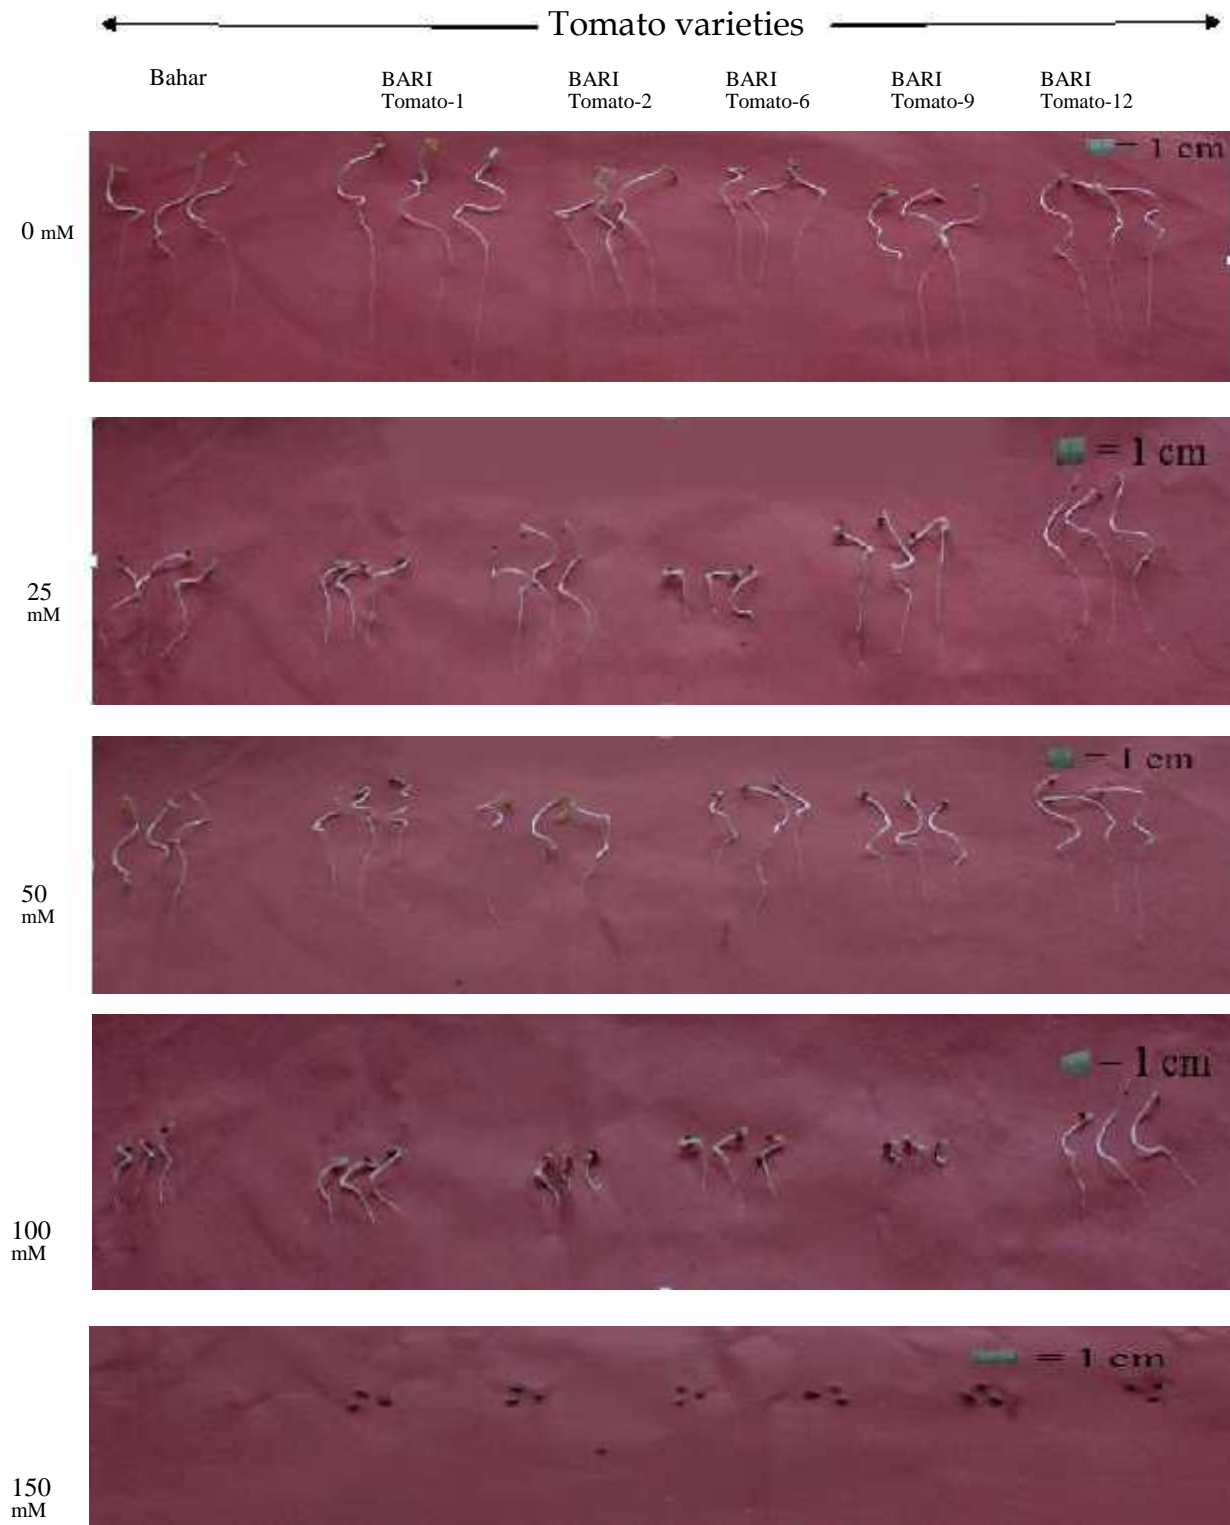 Tomato varieties
Bahar
BARI
Tomato-1
BARI
Tomato-2
BARI
Tomato-6
BARI
Tomato-9
BARI
Tomato-12
= 1 cm
0 mM
= 1 cm
25
mM
= 1 cm
50
mM
= 1 cm
100
mM
= 1 cm
150
mM